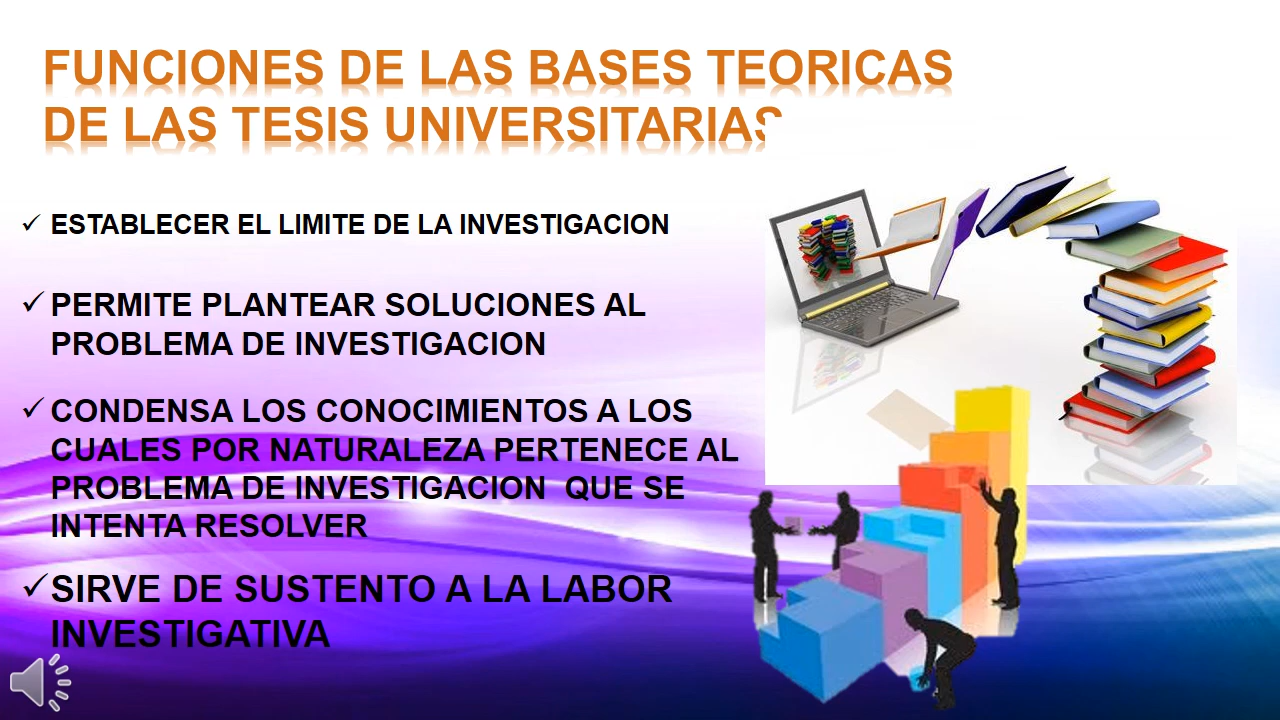 FUNCIONES DE LAS BASES TEORICAS
DE LAS TESIS UNIVERSITARIAS
✓ ESTABLECER EL LIMITE DE LA INVESTIGACION
✓ PERMITE PLANTEAR SOLUCIONES AL
PROBLEMA DE INVESTIGACION
✓ CONDENSA LOS CONOCIMIENTOS A LOS
CUALES POR NATURALEZA PERTENECE AL
PROBLEMA DE INVESTIGACION QUE SE
INTENTA RESOLVER
✓ SIRVE DE SUSTENTO A LA LABOR
INVESTIGATIVA